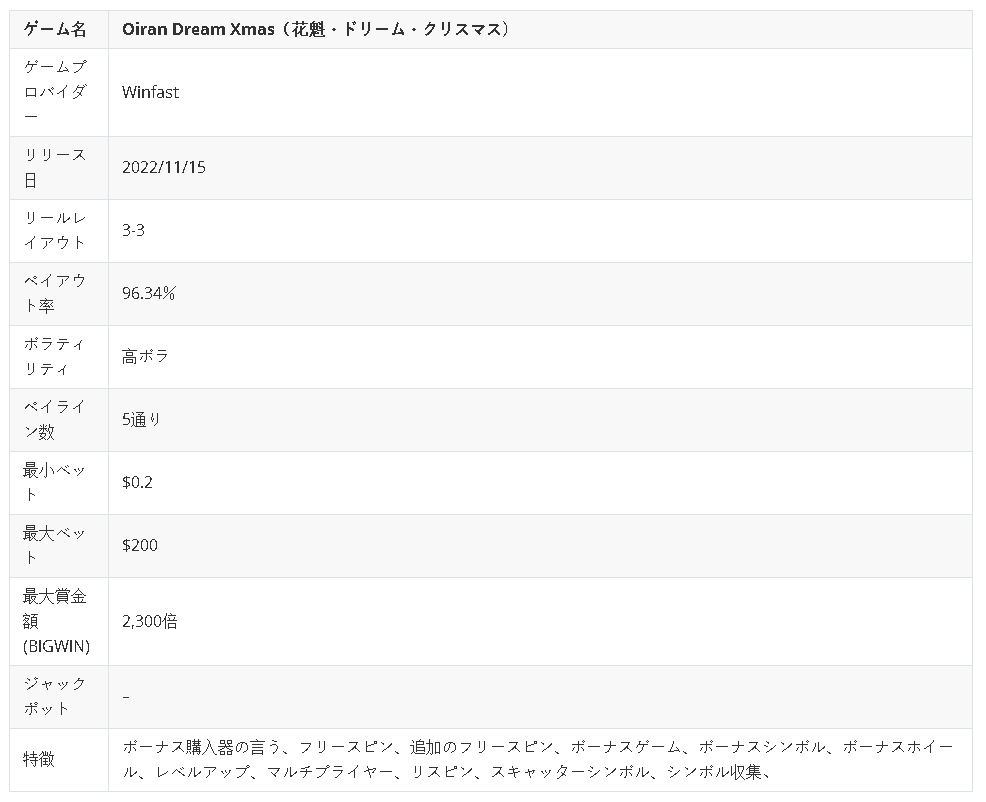 ゲーム名
Oiran Dream Xmas（花魁・ドリーム・クリスマス）
ゲームプ
ロバイダ
ー
Winfast
リリース
日
2022/11/15
リールレ
イアウト
3-3
ペイアウ
ト率
96.34％
ボラティ
リティ
高ボラ
ペイライ
ン数
5通り
最小ベッ
ト
$0.2
最大ベッ
ト
$200
最大賞金
額
(BIGWIN)
2,300倍
ジャック
ポット
–
特徴
ボーナス購入器の言う、フリースピン、追加のフリースピン、ボーナスゲーム、ボーナスシンボル、ボーナスホイー
ル、レベルアップ、マルチプライヤー、リスピン、スキャッターシンボル、シンボル収集、